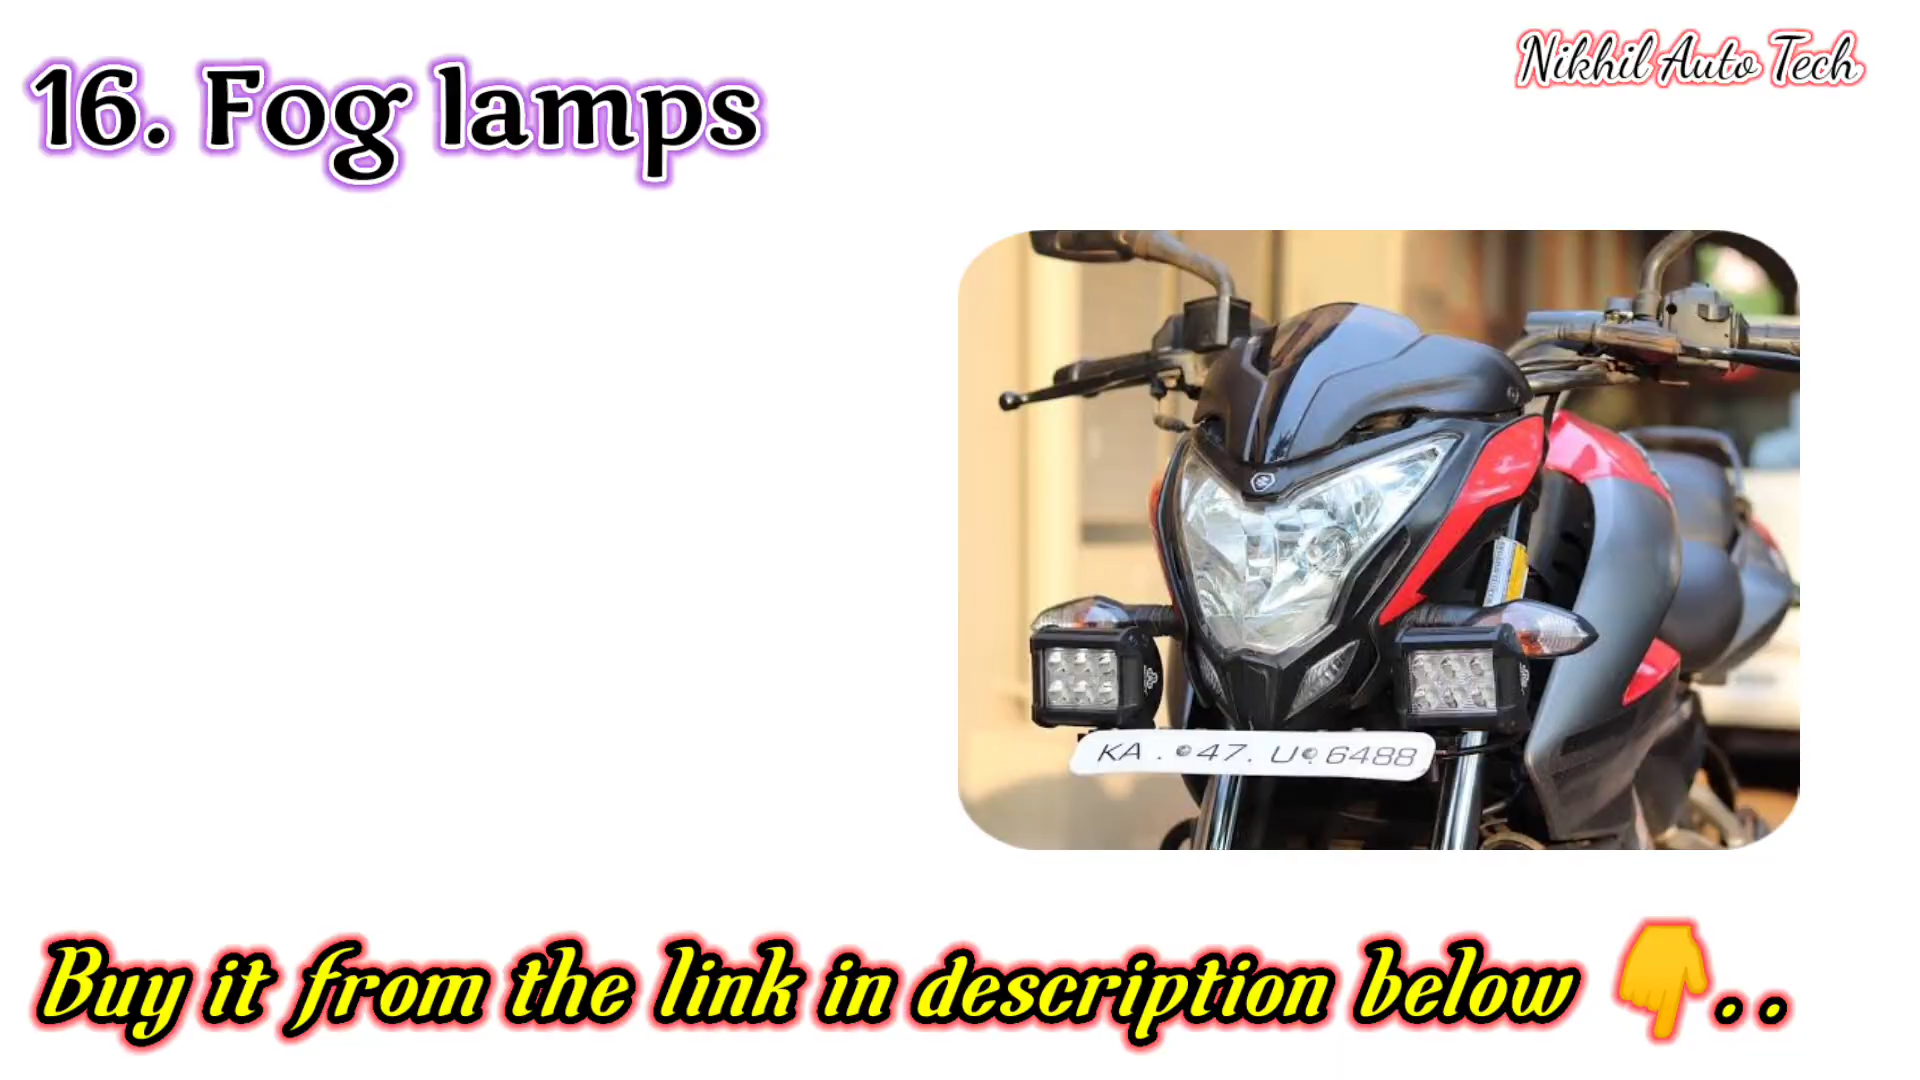 16. Fog lamps
Nikhil Auto Tech
KA . 47. U. 6488
Buy it from the link in description below 👇..